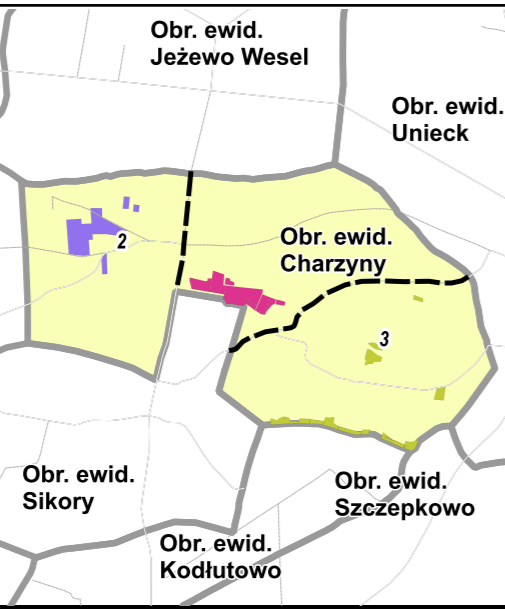 Obr. ewid.
Jeżewo Wesel
Obr. ewid.
Unieck
2
Obr. ewid.
Charzyny
3
Obr. ewid.
Sikory
Obr. ewid.
Szczepkowo
Obr. ewid.
Kodłutowo